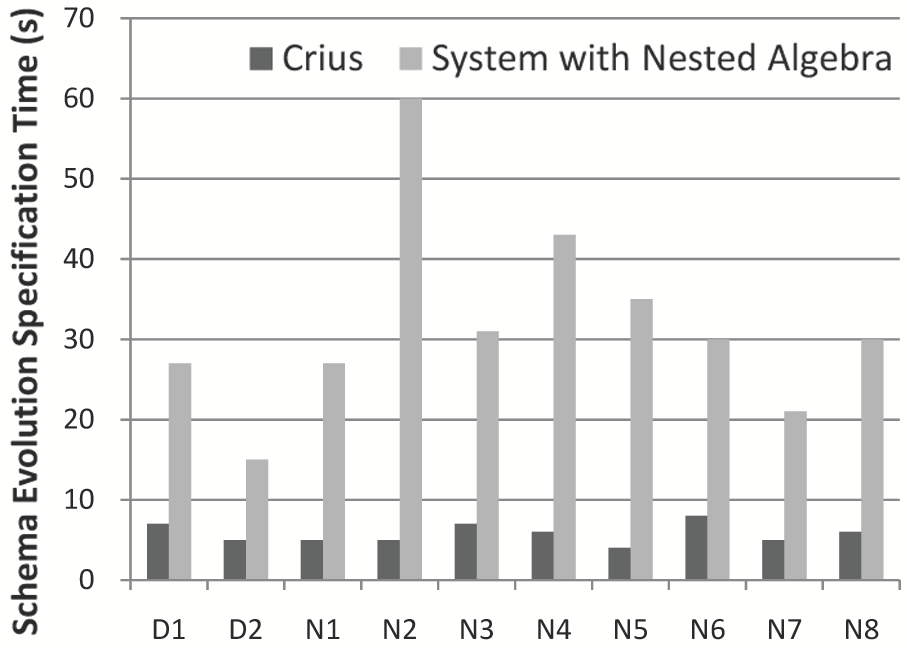 Schema Evolution Specification Time (s)
70
60
50
40
30
20
10
0
Crius
System with Nested Algebra
D1 D2 N1 N2 N3 N4 N5 N6 N7 N8